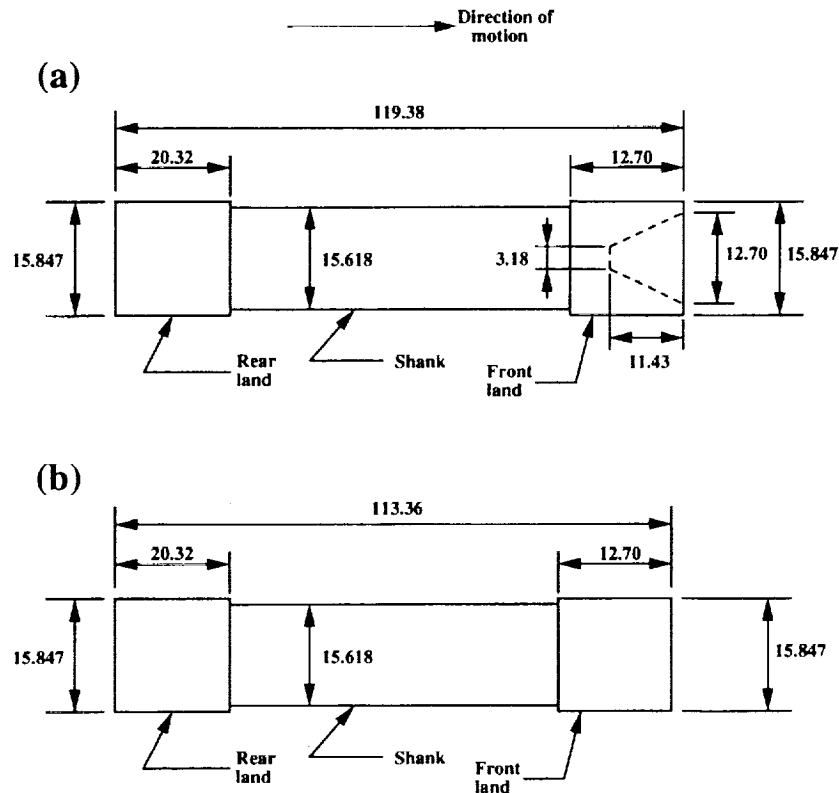 Direction of
motion
(a)
119.38
20.32
12.70
15.847
15.618
3.18
12.70
15.847
11.43
Rear
land
Shank
Front
land
(b)
113.36
20.32
12.70
15.847
15.618
15.847
Rear
land
Shank
Front
land